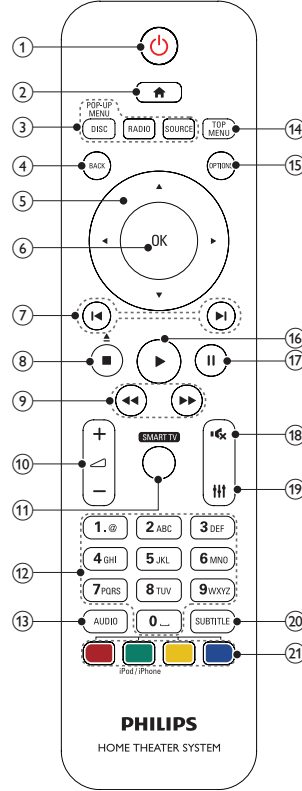 1
2
POP-UP
MENU
3 DISC RADIO SOURCE TOP
MENU 14
4 BACK OPTIONS 15
5
6 OK
7
16
8 17
9
SMART TV
+ 18
10
− 19
11
1.@ 2 ABC 3 DEF
4 GHI 5 JKL 6 MNO
12
7 PQRS 8 TUV 9 WXYZ
13 AUDIO 0 SUBTITLE 20
21
iPod / iPhone
PHILIPS
HOME THEATER SYSTEM